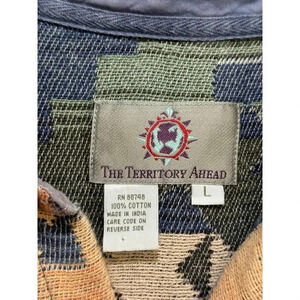 THE TERRITORY AHEAD
L
RN 88748
100% COTTON
MADE IN INDIA
CARE CODE ON
REVERSE SIDE